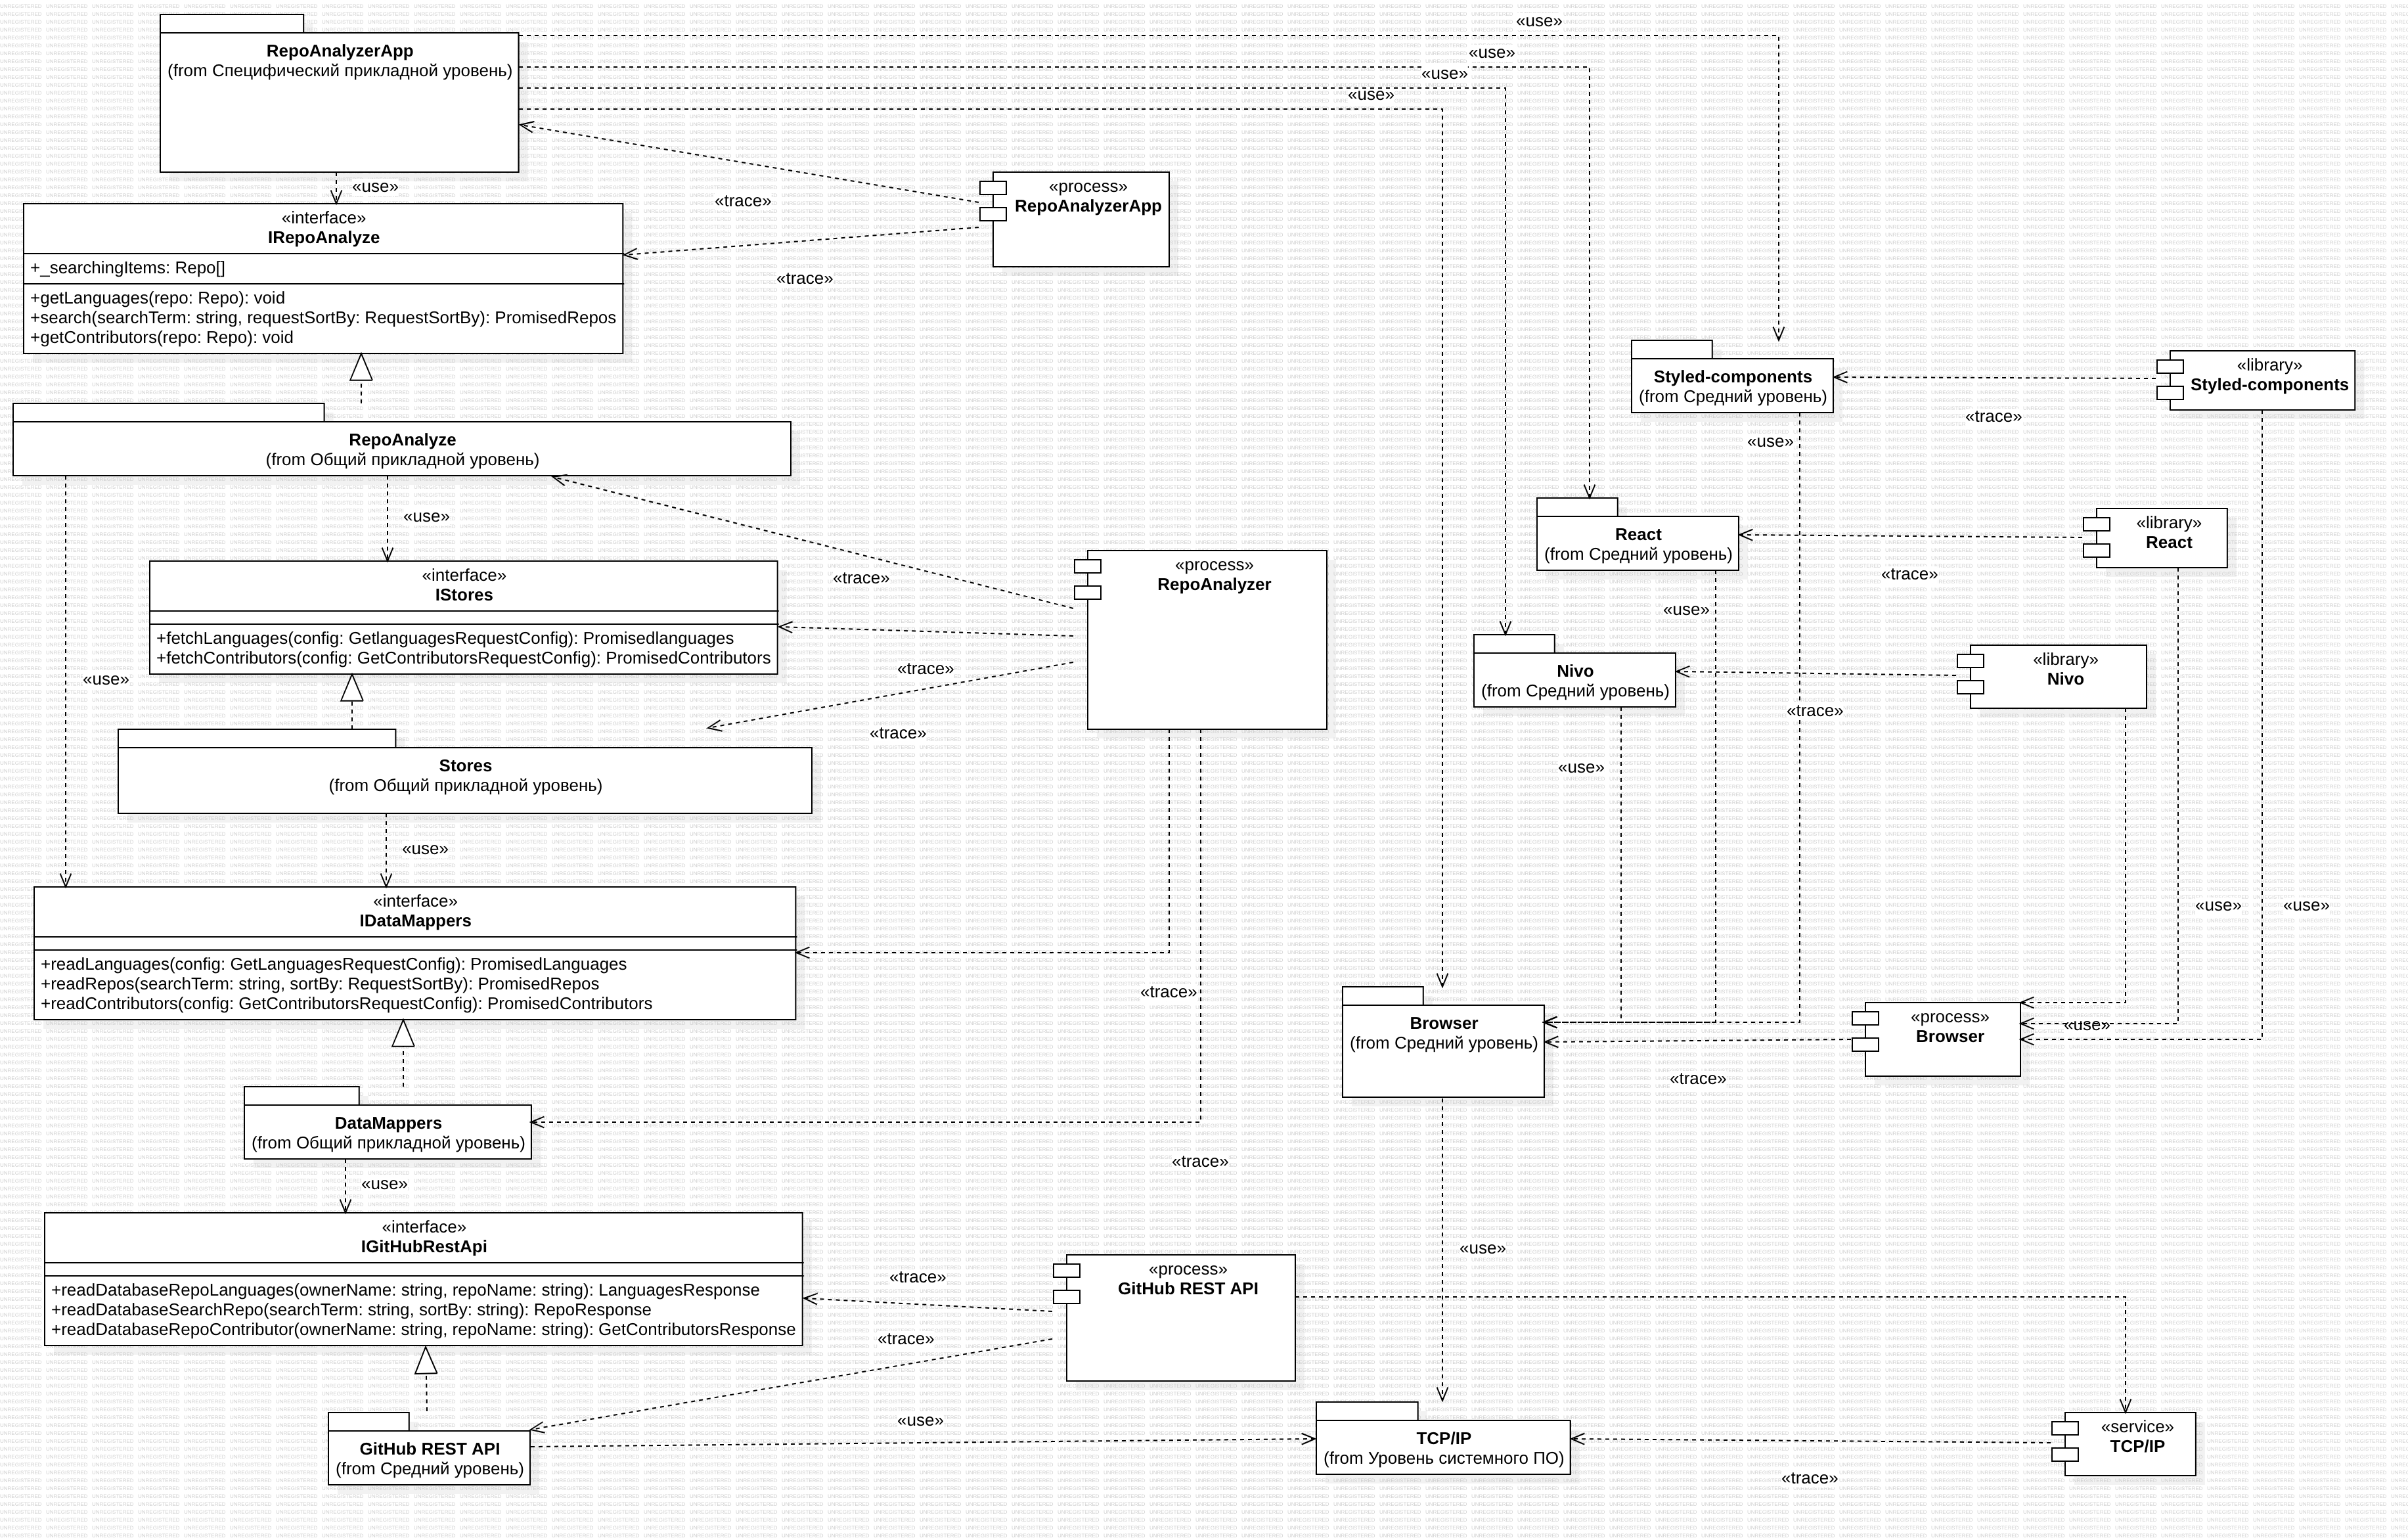 «use»
«use»
«use»
«use»
RepoAnalyzerApp
(from Специфический прикладной уровень)
«use»
«trace»
«trace»
«process»
RepoAnalyzerApp
«interface»
IRepoAnalyze
+_searchingItems: Repo[]
+getLanguages(repo: Repo): void
+search(searchTerm: string, requestSortBy: RequestSortBy): PromisedRepos
+getContributors(repo: Repo): void
Styled-components
(from Средний уровень)
«trace»
«library»
Styled-components
«use»
RepoAnalyze
(from Общий прикладной уровень)
«use»
«trace»
React
(from Средний уровень)
«trace»
«library»
React
«use»
«interface»
IStores
+fetchLanguages(config: GetlanguagesRequestConfig): Promisedlanguages
+fetchContributors(config: GetContributorsRequestConfig): PromisedContributors
«process»
RepoAnalyzer
«trace»
«trace»
«use»
Nivo
(from Средний уровень)
«trace»
«library»
Nivo
«use»
Stores
(from Общий прикладной уровень)
«use»
«use»
«use»
«interface»
IDataMappers
+readLanguages(config: GetLanguagesRequestConfig): PromisedLanguages
+readRepos(searchTerm: string, sortBy: RequestSortBy): PromisedRepos
+readContributors(config: GetContributorsRequestConfig): PromisedContributors
«trace»
Browser
(from Средний уровень)
«trace»
«process»
Browser
«use»
DataMappers
(from Общий прикладной уровень)
«trace»
«use»
«use»
«interface»
IGitHubRestApi
+readDatabaseRepoLanguages(ownerName: string, repoName: string): LanguagesResponse
+readDatabaseSearchRepo(searchTerm: string, sortBy: string): RepoResponse
+readDatabaseRepoContributor(ownerName: string, repoName: string): GetContributorsResponse
«trace»
«trace»
«process»
GitHub REST API
GitHub REST API
(from Средний уровень)
«use»
TCP/IP
(from Уровень системного ПО)
«trace»
«service»
TCP/IP